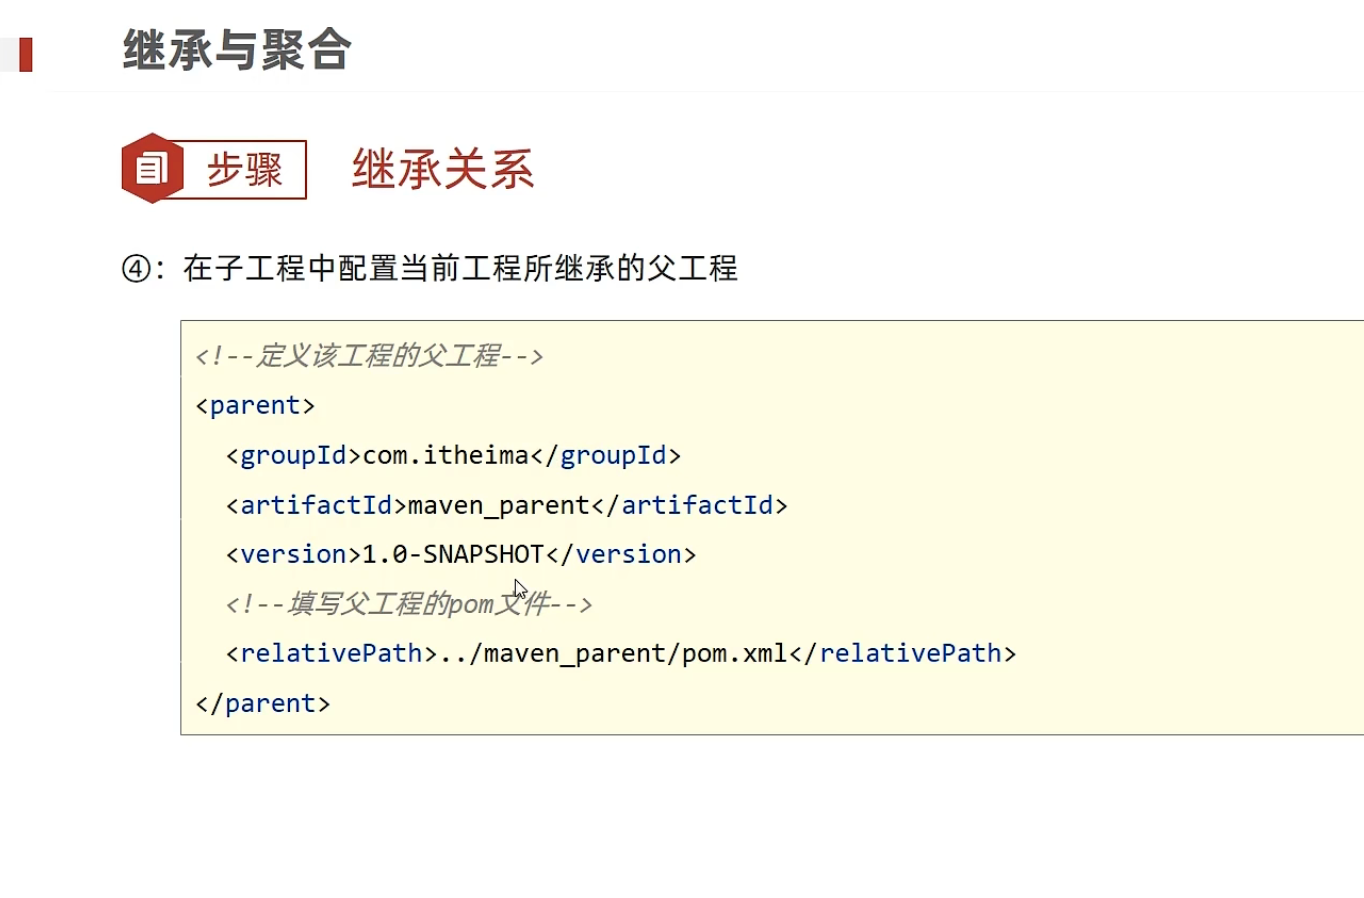 继承与聚合
步骤
继承关系
④：在子工程中配置当前工程所继承的父工程
<!--定义该工程的父工程-->
<parent>
  <groupId>com.itheima</groupId>
  <artifactId>maven_parent</artifactId>
  <version>1.0-SNAPSHOT</version>
  <!--填写父工程的pom文件-->
  <relativePath>../maven_parent/pom.xml</relativePath>
</parent>